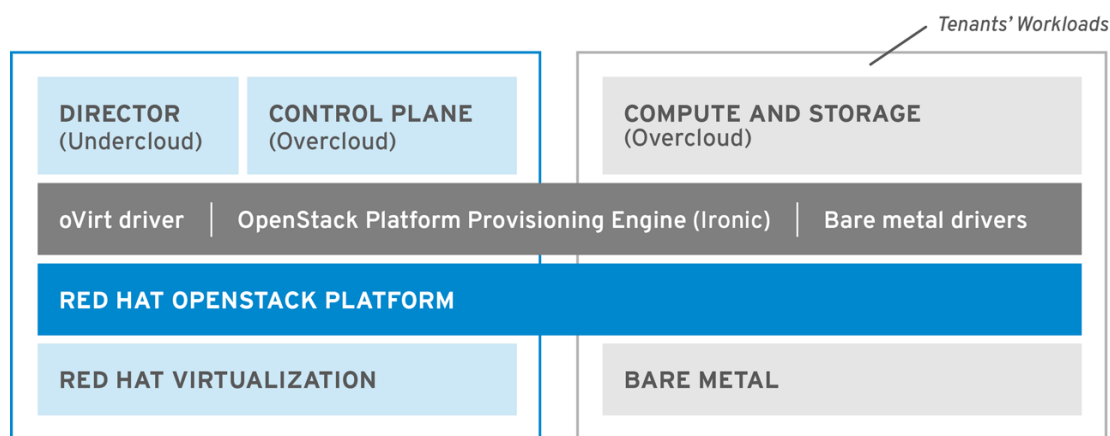 Tenants' Workloads
DIRECTOR
(Undercloud)
CONTROL PLANE
(Overcloud)
COMPUTE AND STORAGE
(Overcloud)
oVirt driver
OpenStack Platform Provisioning Engine (Ironic)
Bare metal drivers
RED HAT OPENSTACK PLATFORM
RED HAT VIRTUALIZATION
BARE METAL